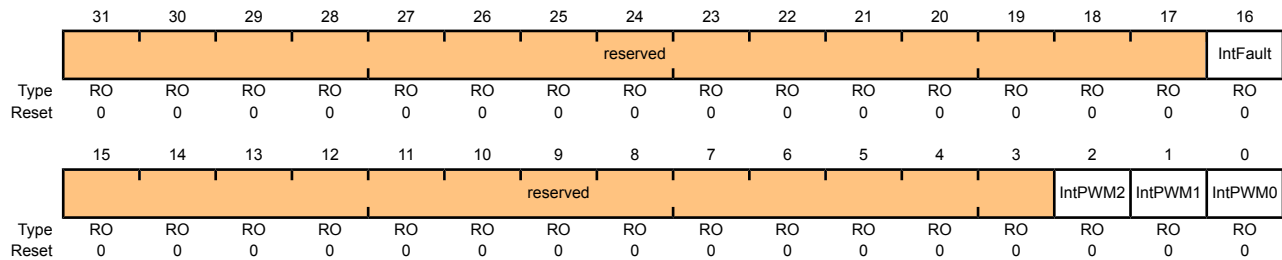 31 30 29 28 27 26 25 24 23 22 21 20 19 18 17 16
reserved IntFault
Type RO RO RO RO RO RO RO RO RO RO RO RO RO RO RO RO
Reset 0 0 0 0 0 0 0 0 0 0 0 0 0 0 0 0
15 14 13 12 11 10 9 8 7 6 5 4 3 2 1 0
reserved IntPWM2 IntPWM1 IntPWM0
Type RO RO RO RO RO RO RO RO RO RO RO RO RO RO RO RO
Reset 0 0 0 0 0 0 0 0 0 0 0 0 0 0 0 0